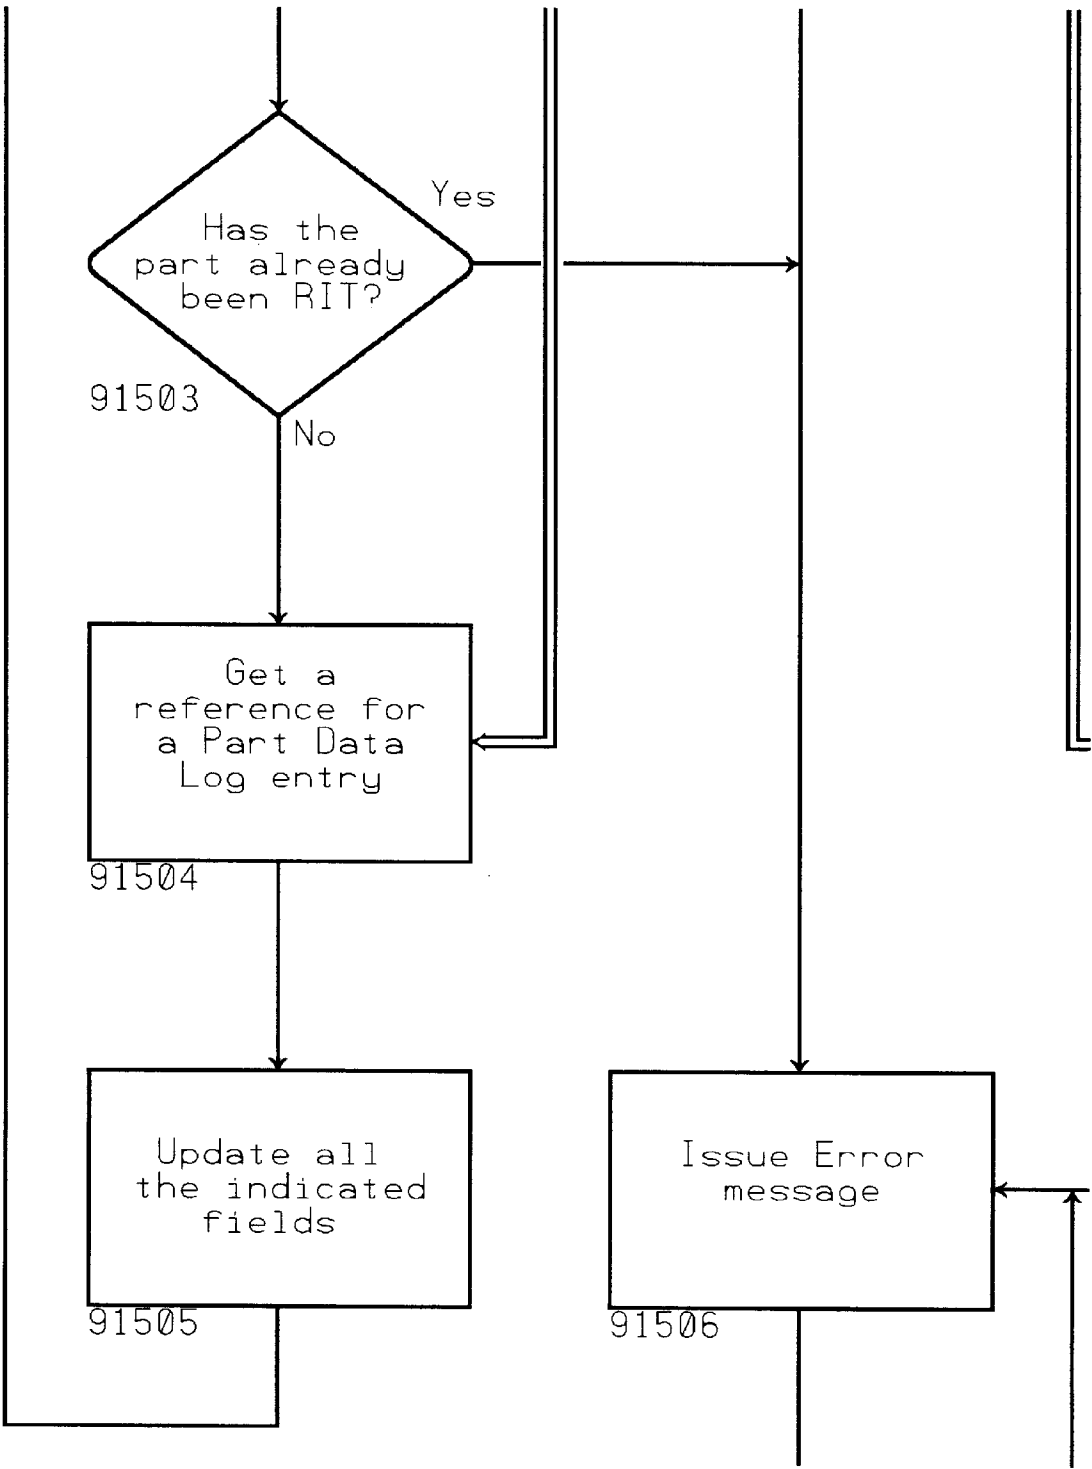 Yes
Has the
part already
been RIT?
91503
No
Get a
reference for
a Part Data
Log entry
91504
Update all
the indicated
fields
91505
Issue Error
message
91506